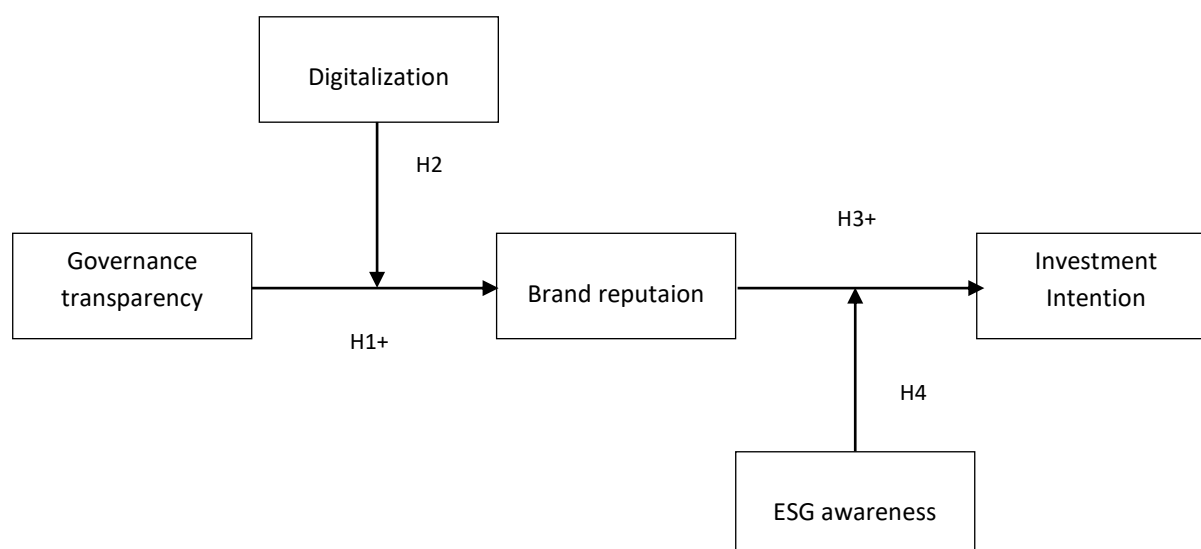 Digitalization
H2
H3+
Governance
transparency
Brand reputaion
Investment
Intention
H1+
H4
ESG awareness